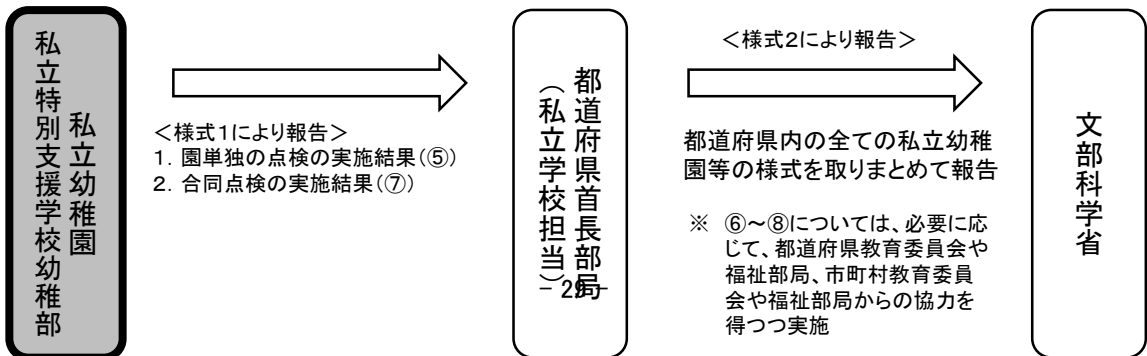 私立幼稚園
私立特別支援学校幼稚部
＜様式１により報告＞
1. 園単独の点検の実施結果（⑤）
2. 合同点検の実施結果（⑦）
都道府県首長部局
（私立学校担当）
- 29 -
＜様式２により報告＞
都道府県内の全ての私立幼稚
園等の様式を取りまとめて報告
※ ⑥～⑧については、必要に応
じて、都道府県教育委員会や
福祉部局、市町村教育委員
会や福祉部局からの協力を
得つつ実施
文部科学省